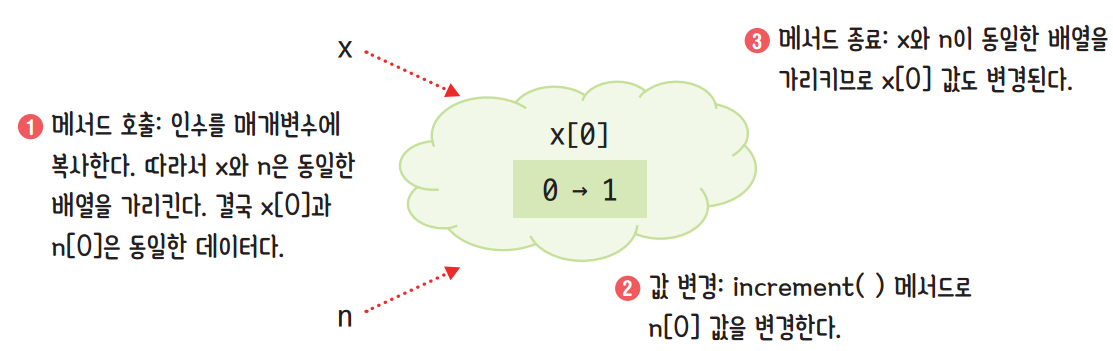 x
❶ 메서드 호출: 인수를 매개변수에
복사한다. 따라서 x와 n은 동일한
배열을 가리킨다. 결국 x[0]과
n[0]은 동일한 데이터다.
n
x[0]
0 → 1
❷ 값 변경: increment( ) 메서드로
n[0] 값을 변경한다.
❸ 메서드 종료: x와 n이 동일한 배열을
가리키므로 x[0] 값도 변경된다.